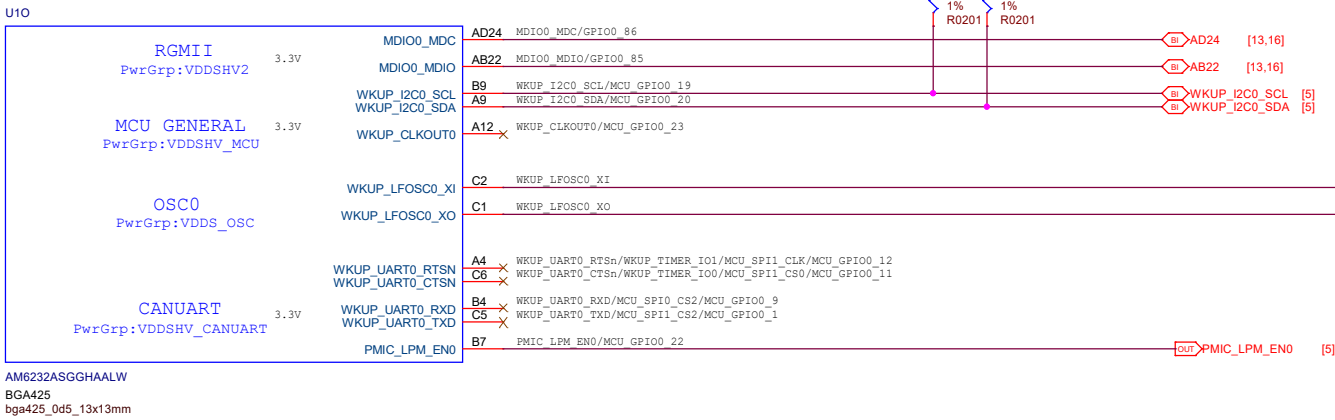 1% 1%
R0201 R0201
U1O
RGMII 3.3V MDIO0_MDC AD24 MDIO0_MDC/GPIO0_86 BI AD24 [13,16]
PwrGrp:VDDSHV2 MDIO0_MDIO AB22 MDIO0_MDIO/GPIO0_85 BI AB22 [13,16]
WKUP_I2C0_SCL B9 WKUP_I2C0_SCL/MCU_GPIO0_19 BI WKUP_I2C0_SCL [5]
WKUP_I2C0_SDA A9 WKUP_I2C0_SDA/MCU_GPIO0_20 BI WKUP_I2C0_SDA [5]
MCU GENERAL 3.3V WKUP_CLKOUT0 A12 WKUP_CLKOUT0/MCU_GPIO0_23
PwrGrp:VDDSHV_MCU
WKUP_LFOSC0_XI C2 WKUP_LFOSC0_XI
OSC0 WKUP_LFOSC0_XO C1 WKUP_LFOSC0_XO
PwrGrp:VDDS_OSC
WKUP_UART0_RTSN A4 WKUP_UART0_RTSn/WKUP_TIMER_IO1/MCU_SPI1_CLK/MCU_GPIO0_12
WKUP_UART0_CTSN C6 WKUP_UART0_CTSn/WKUP_TIMER_IO0/MCU_SPI1_CS0/MCU_GPIO0_11
CANUART 3.3V WKUP_UART0_RXD B4 WKUP_UART0_RXD/MCU_SPI0_CS2/MCU_GPIO0_9
PwrGrp:VDDSHV_CANUART WKUP_UART0_TXD C5 WKUP_UART0_TXD/MCU_SPI1_CS2/MCU_GPIO0_1
PMIC_LPM_EN0 B7 PMIC_LPM_EN0/MCU_GPIO0_22 OUT PMIC_LPM_EN0 [5]
AM6232ASGGHAALW
BGA425
bga425_0d5_13x13mm